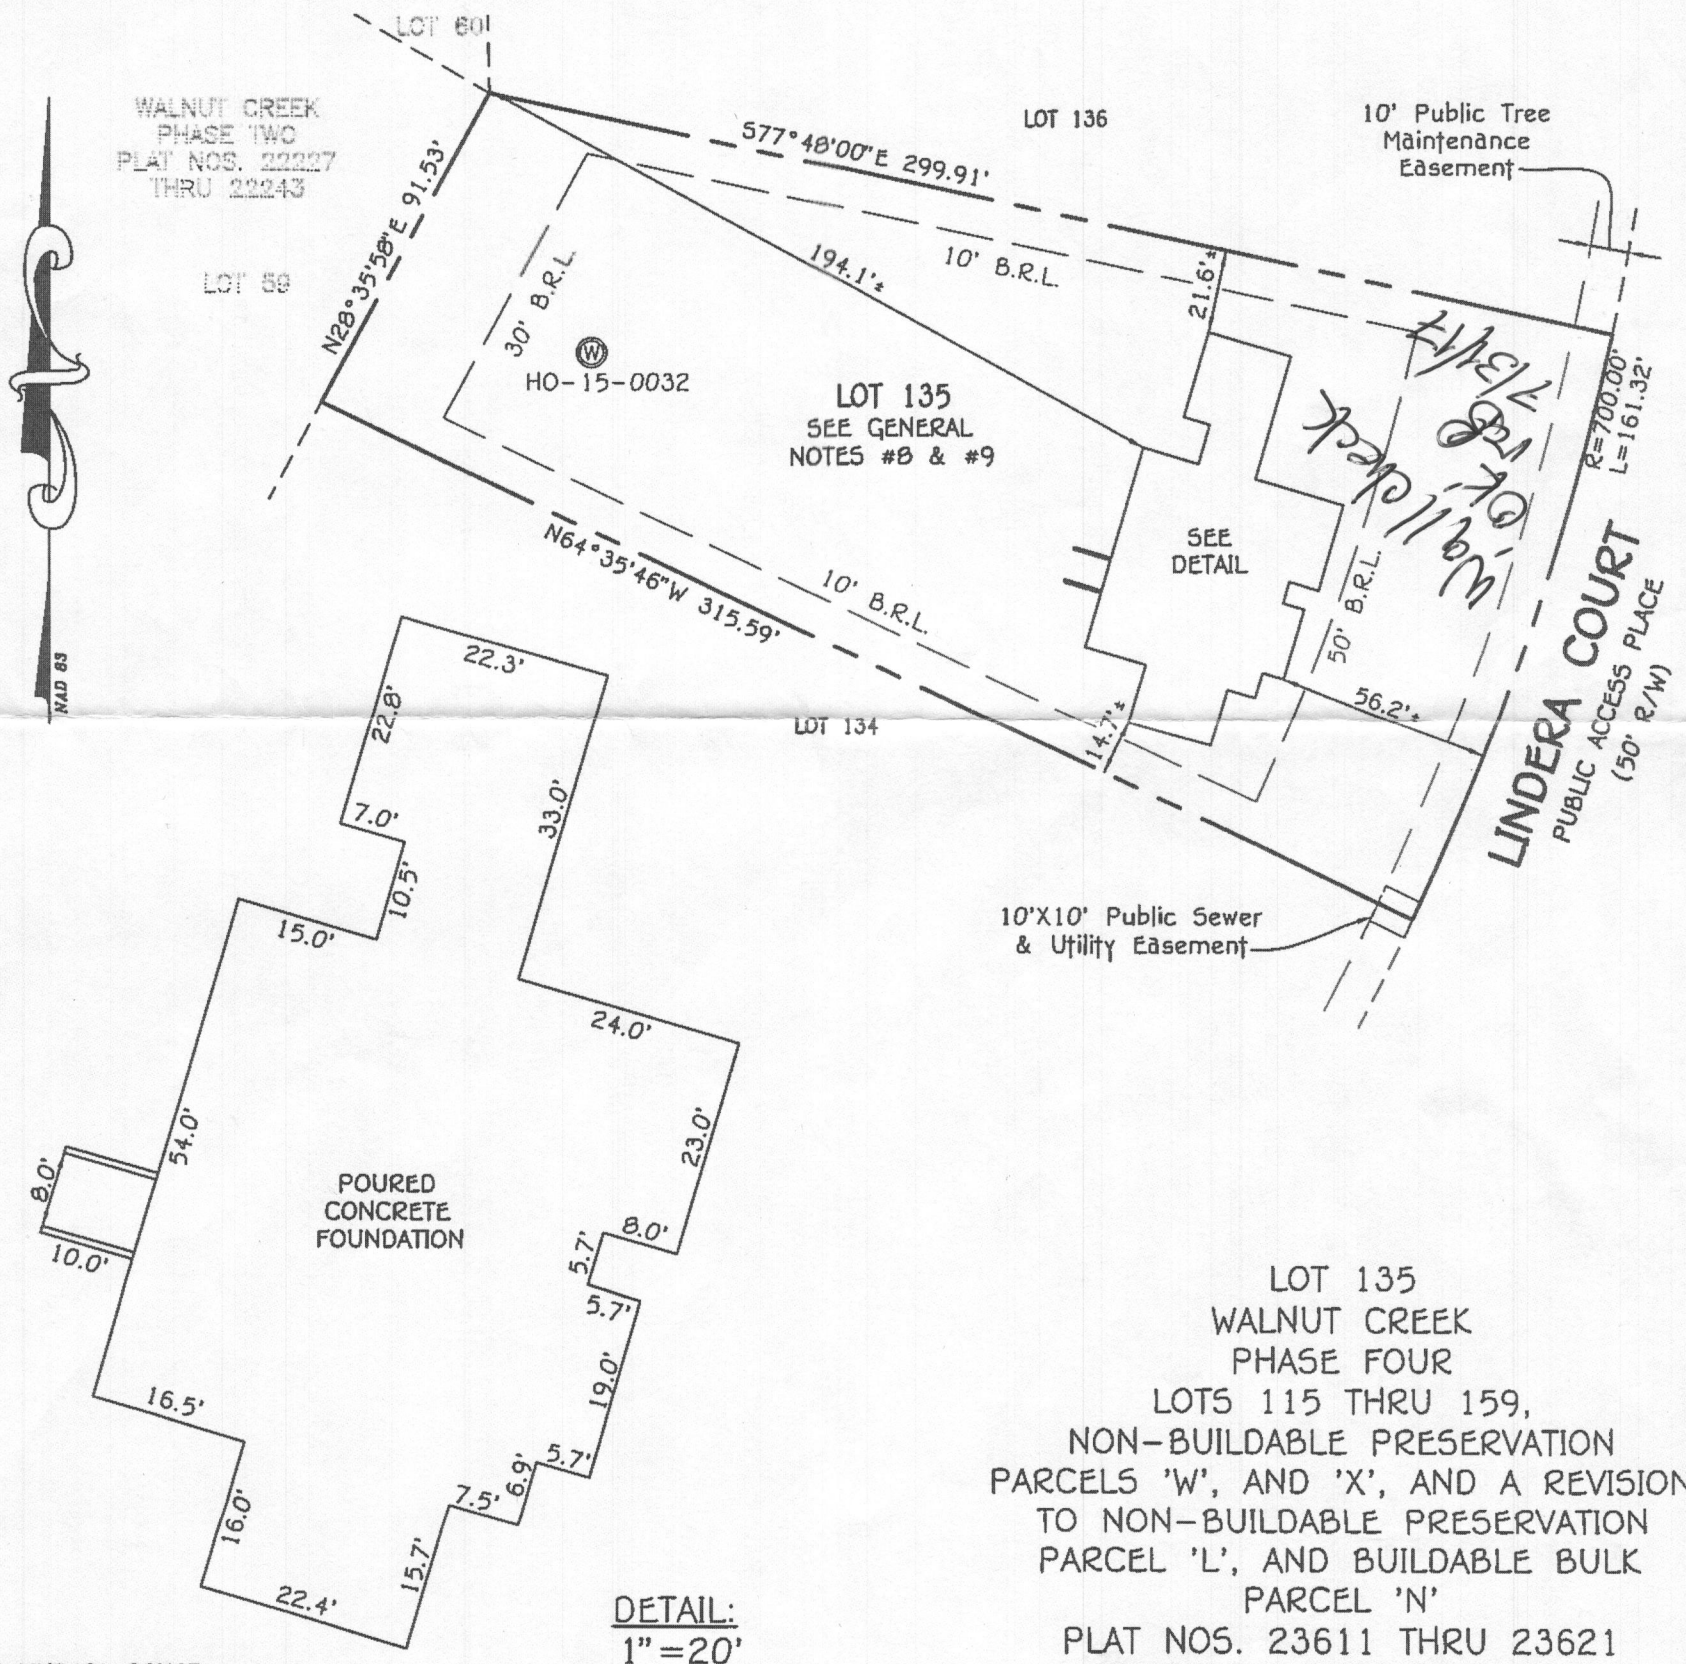 LOT 60
WALNUT CREEK
PHASE TWO
PLAT NOS. 22227
THRU 22243
LOT 59
NAD 83
N28°35'58"E 91.53'
S77°48'00"E 299.91'
LOT 136
10' Public Tree
Maintenance
Easement
30' B.R.L.
W
HO-15-0032
194.1'±
10' B.R.L.
21.6'±
LOT 135
SEE GENERAL
NOTES #8 & #9
Wall check
OK!
R=700.00'
L=161.32'
SEE
DETAIL
50' B.R.L.
N64°35'46"W 315.59'
10' B.R.L.
LOT 134
14.7'±
56.2'±
LINDERA COURT
PUBLIC ACCESS PLACE
(50' R/W)
10'X10' Public Sewer
& Utility Easement
22.3'
22.8'
7.0'
33.0'
10.5'
15.0'
24.0'
54.0'
23.0'
8.0'
10.0'
POURED
CONCRETE
FOUNDATION
8.0'
5.7'
5.7'
19.0'
16.5'
5.7'
6.9'
7.5'
16.0'
15.7'
22.4'
DETAIL:
1"=20'
LOT 135
WALNUT CREEK
PHASE FOUR
LOTS 115 THRU 159,
NON-BUILDABLE PRESERVATION
PARCELS 'W', AND 'X', AND A REVISION
TO NON-BUILDABLE PRESERVATION
PARCEL 'L', AND BUILDABLE BULK
PARCEL 'N'
PLAT NOS. 23611 THRU 23621